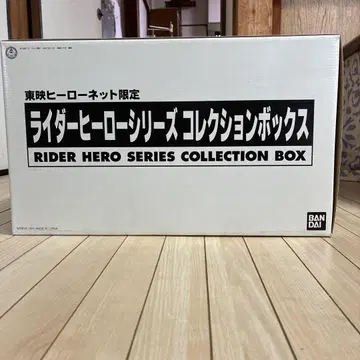 東映ヒーローネット限定
ライダーヒーローシリーズ コレクションボックス
RIDER HERO SERIES COLLECTION BOX
BAN
DAI